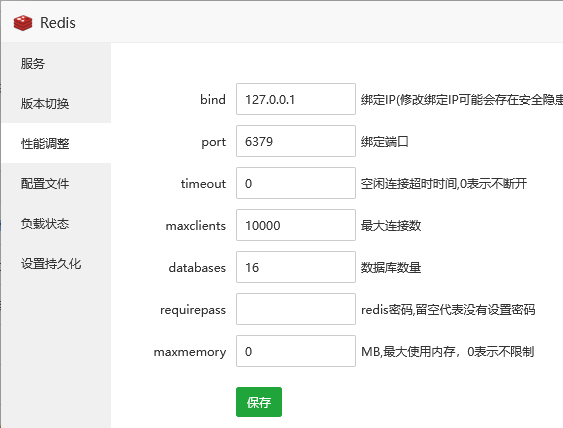 Redis
服务
版本切换
性能调整
配置文件
负载状态
设置持久化
bind 127.0.0.1 绑定IP(修改绑定IP可能会存在安全隐患
port 6379 绑定端口
timeout 0 空闲连接超时时间,0表示不断开
maxclients 10000 最大连接数
databases 16 数据库数量
requirepass redis密码,留空代表没有设置密码
maxmemory 0 MB,最大使用内存，0表示不限制
保存